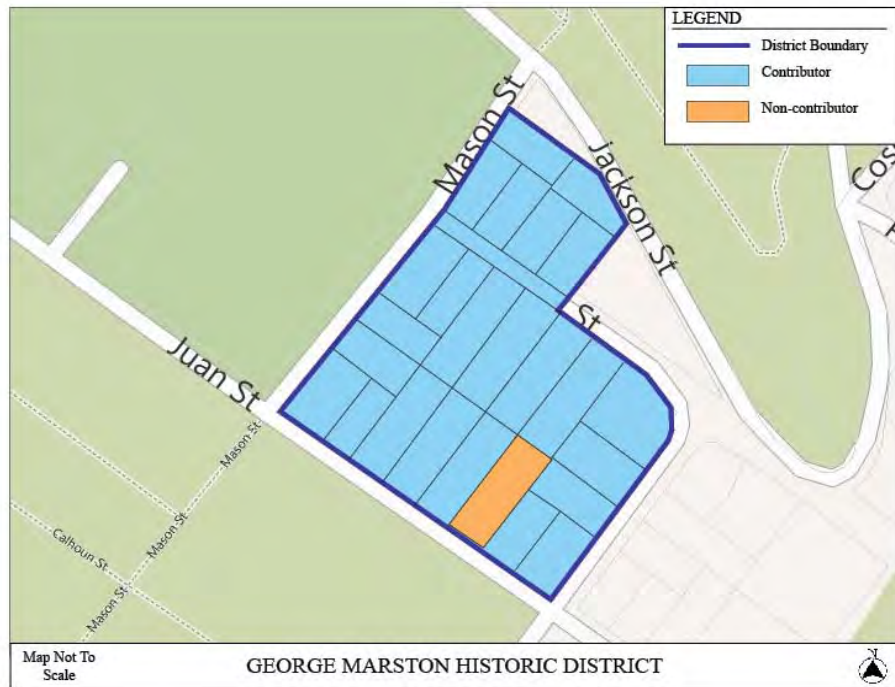 LEGEND
District Boundary
Contributor
Non-contributor
Mason St
Jackson St
St
Juan St
Mason St
Mason St
Calhoun St
Mason St
Map Not To
Scale
GEORGE MARSTON HISTORIC DISTRICT
N